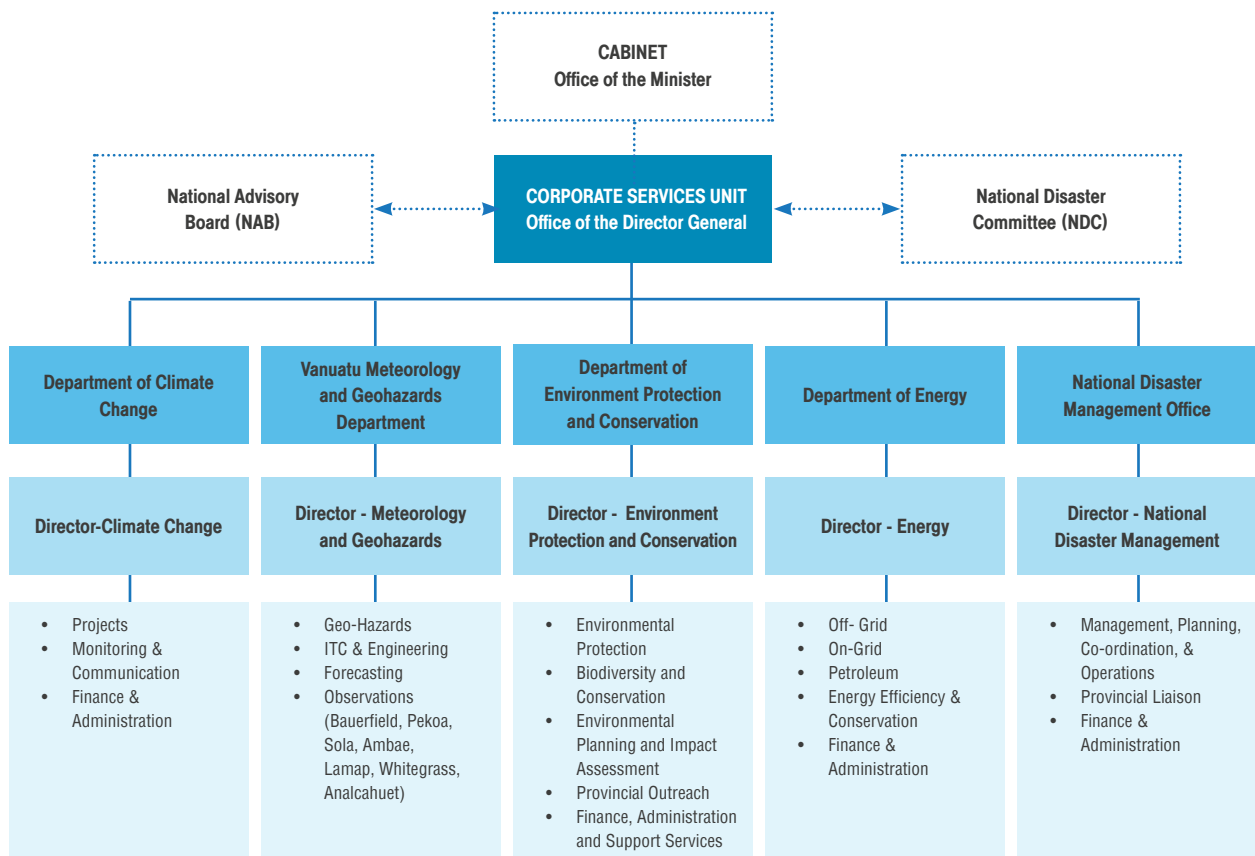 CABINET
Office of the Minister
National Advisory
Board (NAB)
CORPORATE SERVICES UNIT
Office of the Director General
National Disaster
Committee (NDC)
Department of Climate
Change
Vanuatu Meteorology
and Geohazards
Department
Department of
Environment Protection
and Conservation
Department of Energy
National Disaster
Management Office
Director-Climate Change
Director - Meteorology
and Geohazards
Director - Environment
Protection and Conservation
Director - Energy
Director - National
Disaster Management
• Projects
• Monitoring &
Communication
• Finance &
Administration
• Geo-Hazards
• ITC & Engineering
• Forecasting
• Observations
(Bauerfield, Pekoa,
Sola, Ambae,
Lamap, Whitegrass,
Analcahuet)
• Environmental
Protection
• Biodiversity and
Conservation
• Environmental
Planning and Impact
Assessment
• Provincial Outreach
• Finance, Administration
and Support Services
• Off- Grid
• On-Grid
• Petroleum
• Energy Efficiency &
Conservation
• Finance &
Administration
• Management, Planning,
Co-ordination, &
Operations
• Provincial Liaison
• Finance &
Administration